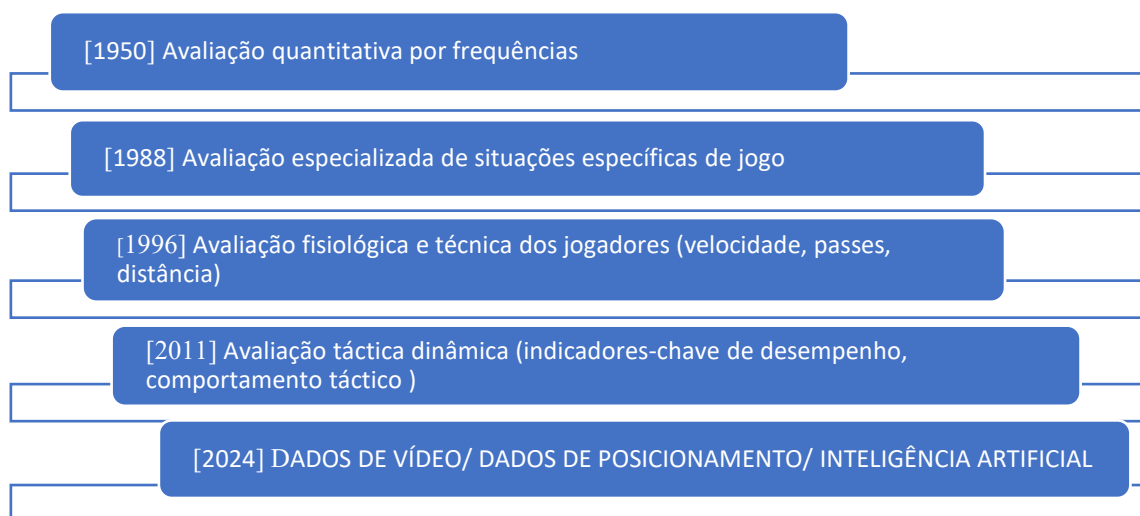 [1950] Avaliação quantitativa por frequências
[1988] Avaliação especializada de situações específicas de jogo
[1996] Avaliação fisiológica e técnica dos jogadores (velocidade, passes,
distância)
[2011] Avaliação táctica dinâmica (indicadores-chave de desempenho,
comportamento táctico )
[2024] DADOS DE VÍDEO/ DADOS DE POSICIONAMENTO/ INTELIGÊNCIA ARTIFICIAL